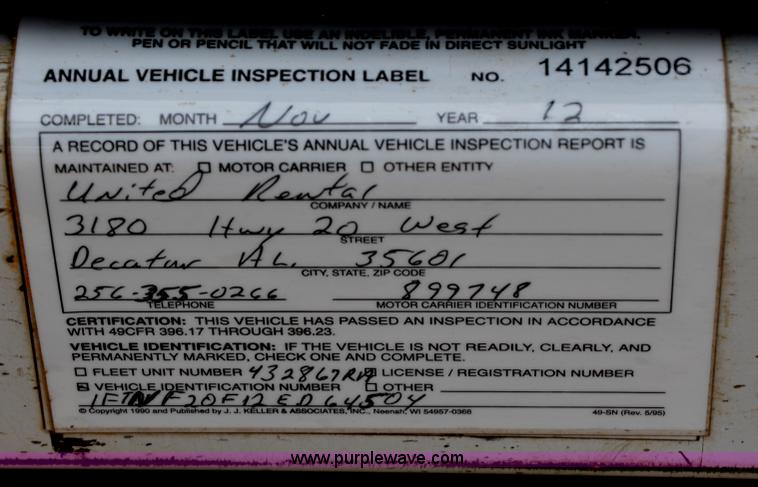 TO WRITE ON THIS LABEL USE AN INDELIBLE, PERMANENT INK MARKER.
PEN OR PENCIL THAT WILL NOT FADE IN DIRECT SUNLIGHT
ANNUAL VEHICLE INSPECTION LABEL NO. 14142506
COMPLETED: MONTH Nov YEAR 12
A RECORD OF THIS VEHICLE'S ANNUAL VEHICLE INSPECTION REPORT IS
MAINTAINED AT: ☐ MOTOR CARRIER ☐ OTHER ENTITY
United Rental
COMPANY / NAME
3180 Hwy 20 West
STREET
Decatur AL. 35601
CITY, STATE, ZIP CODE
256-355-0266 899748
TELEPHONE MOTOR CARRIER IDENTIFICATION NUMBER
CERTIFICATION: THIS VEHICLE HAS PASSED AN INSPECTION IN ACCORDANCE
WITH 49CFR 396.17 THROUGH 396.23.
VEHICLE IDENTIFICATION: IF THE VEHICLE IS NOT READILY, CLEARLY, AND
PERMANENTLY MARKED, CHECK ONE AND COMPLETE.
☐ FLEET UNIT NUMBER ☐ LICENSE / REGISTRATION NUMBER
☒ VEHICLE IDENTIFICATION NUMBER ☐ OTHER
© Copyright 1990 and Published by J. J. KELLER & ASSOCIATES, INC., Neenah, WI 54957-0368 49-SN (Rev. 5/95)
www.purplewave.com